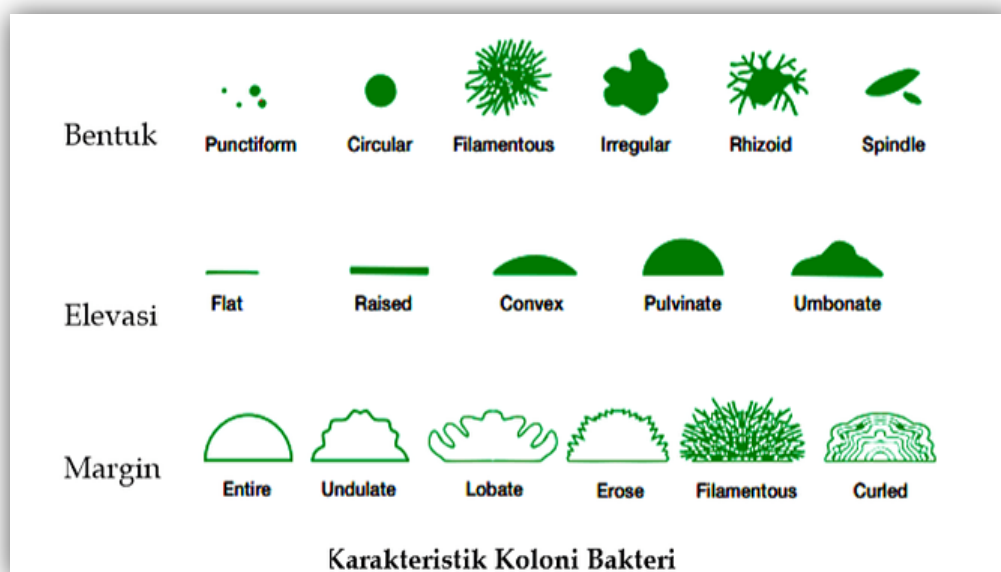 Bentuk
Punctiform Circular Filamentous Irregular Rhizoid Spindle
Elevasi
Flat Raised Convex Pulvinate Umbonate
Margin
Entire Undulate Lobate Erose Filamentous Curled
Karakteristik Koloni Bakteri